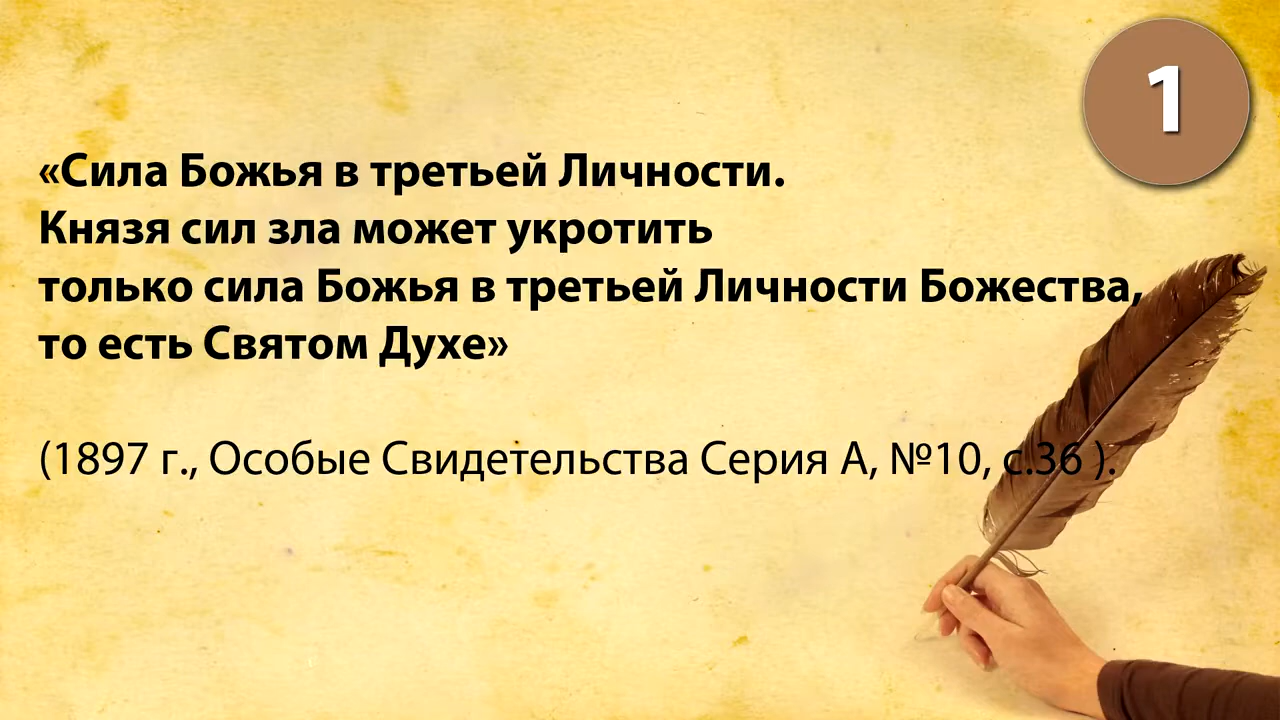 1
«Сила Божья в третьей Личности.
Князя сил зла может укротить
только сила Божья в третьей Личности Божества,
то есть Святом Духе»
(1897 г., Особые Свидетельства Серия А, №10, с.36 ).